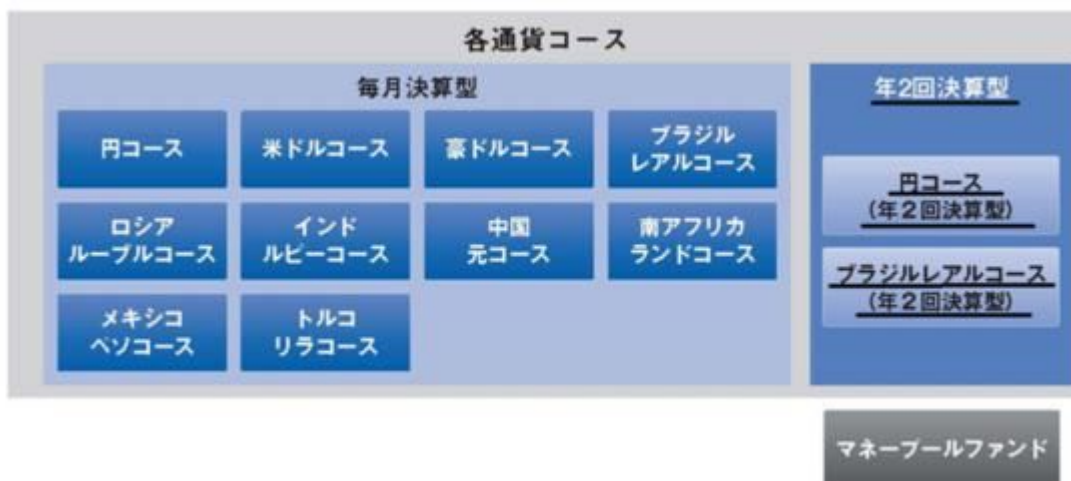 各通貨コース
毎月決算型
円コース
米ドルコース
豪ドルコース
ブラジル
レアルコース
ロシア
ルーブルコース
インド
ルピーコース
中国
元コース
南アフリカ
ランドコース
メキシコ
ペソコース
トルコ
リラコース
年2回決算型
円コース
(年2回決算型)
ブラジルレアルコース
(年2回決算型)
マネープールファンド